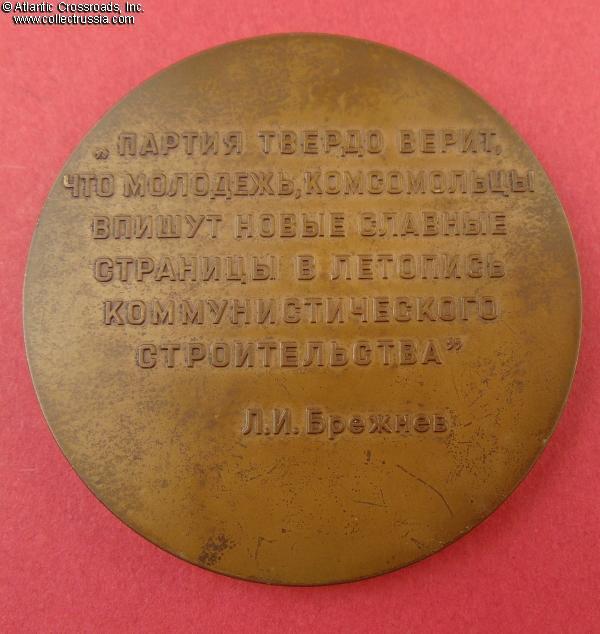 © Atlantic Crossroads, Inc.
www.collectrussia.com
„ПАРТИЯ ТВЕРДО ВЕРИТ,
ЧТО МОЛОДЕЖЬ, КОМСОМОЛЬЦЫ
ВПИШУТ НОВЫЕ СЛАВНЫЕ
СТРАНИЦЫ В ЛЕТОПИСЬ
КОММУНИСТИЧЕСКОГО
СТРОИТЕЛЬСТВА”
Л.И. Брежнев